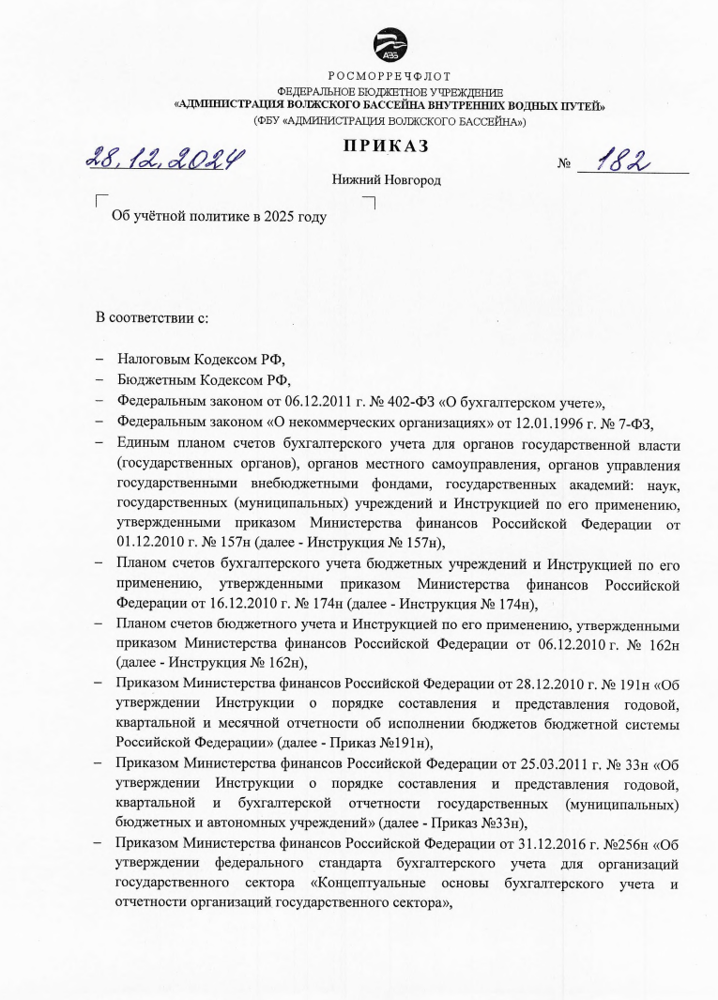 АВБ
РОСМОРРЕЧФЛОТ
ФЕДЕРАЛЬНОЕ БЮДЖЕТНОЕ УЧРЕЖДЕНИЕ
«АДМИНИСТРАЦИЯ ВОЛЖСКОГО БАССЕЙНА ВНУТРЕННИХ ВОДНЫХ ПУТЕЙ»
(ФБУ «АДМИНИСТРАЦИЯ ВОЛЖСКОГО БАССЕЙНА»)
ПРИКАЗ
28.12.2024 № 182
Нижний Новгород
Об учётной политике в 2025 году
В соответствии с:
– Налоговым Кодексом РФ,
– Бюджетным Кодексом РФ,
– Федеральным законом от 06.12.2011 г. № 402-ФЗ «О бухгалтерском учете»,
– Федеральным законом «О некоммерческих организациях» от 12.01.1996 г. № 7-ФЗ,
– Единым планом счетов бухгалтерского учета для органов государственной власти
(государственных органов), органов местного самоуправления, органов управления
государственными внебюджетными фондами, государственных академий: наук,
государственных (муниципальных) учреждений и Инструкцией по его применению,
утвержденными приказом Министерства финансов Российской Федерации от
01.12.2010 г. № 157н (далее - Инструкция № 157н),
– Планом счетов бухгалтерского учета бюджетных учреждений и Инструкцией по его
применению, утвержденными приказом Министерства финансов Российской
Федерации от 16.12.2010 г. № 174н (далее - Инструкция № 174н),
– Планом счетов бюджетного учета и Инструкцией по его применению, утвержденными
приказом Министерства финансов Российской Федерации от 06.12.2010 г. № 162н
(далее - Инструкция № 162н),
– Приказом Министерства финансов Российской Федерации от 28.12.2010 г. № 191н «Об
утверждении Инструкции о порядке составления и представления годовой,
квартальной и месячной отчетности об исполнении бюджетов бюджетной системы
Российской Федерации» (далее - Приказ №191н),
– Приказом Министерства финансов Российской Федерации от 25.03.2011 г. № 33н «Об
утверждении Инструкции о порядке составления и представления годовой,
квартальной и бухгалтерской отчетности государственных (муниципальных)
бюджетных и автономных учреждений» (далее - Приказ №33н),
– Приказом Министерства финансов Российской Федерации от 31.12.2016 г. №256н «Об
утверждении федерального стандарта бухгалтерского учета для организаций
государственного сектора «Концептуальные основы бухгалтерского учета и
отчетности организаций государственного сектора»,